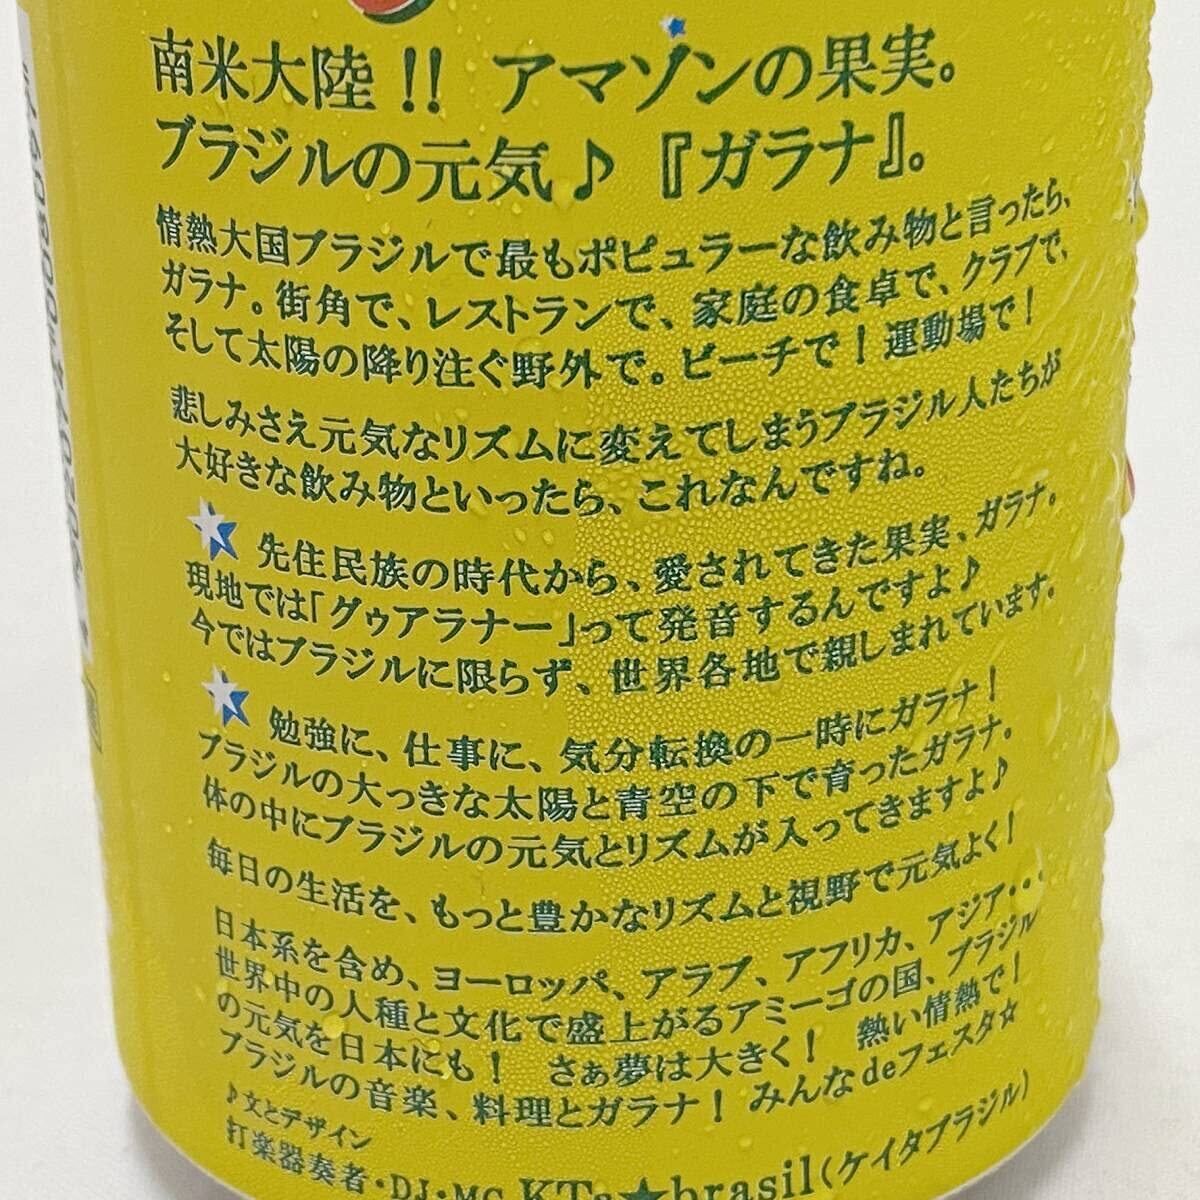 南米大陸!! アマゾンの果実。
ブラジルの元気♪『ガラナ』。
情熱大国ブラジルで最もポピュラーな飲み物と言ったら、
ガラナ。街角で、レストランで、家庭の食卓で、クラブで、
そして太陽の降り注ぐ野外で。ビーチで！運動場で！
悲しみさえ元気なリズムに変えてしまうブラジル人たちが
大好きな飲み物といったら、これなんですね。
先住民族の時代から、愛されてきた果実、ガラナ。
現地では「グゥアラナー」って発音するんですよ♪
今ではブラジルに限らず、世界各地で親しまれています。
勉強に、仕事に、気分転換の一時にガラナ！
ブラジルの大っきな太陽と青空の下で育ったガラナ。
体の中にブラジルの元気とリズムが入ってきますよ♪
毎日の生活を、もっと豊かなリズムと視野で元気よく！
日本系を含め、ヨーロッパ、アラブ、アフリカ、アジア･･･
世界中の人種と文化で盛上がるアミーゴの国、ブラジル
の元気を日本にも！ さぁ夢は大きく！ 熱い情熱で！
ブラジルの音楽、料理とガラナ！みんなdeフェスタ☆
♪文とデザイン
打楽器奏者・DJ・MC KTa★brasil(ケイタブラジル)